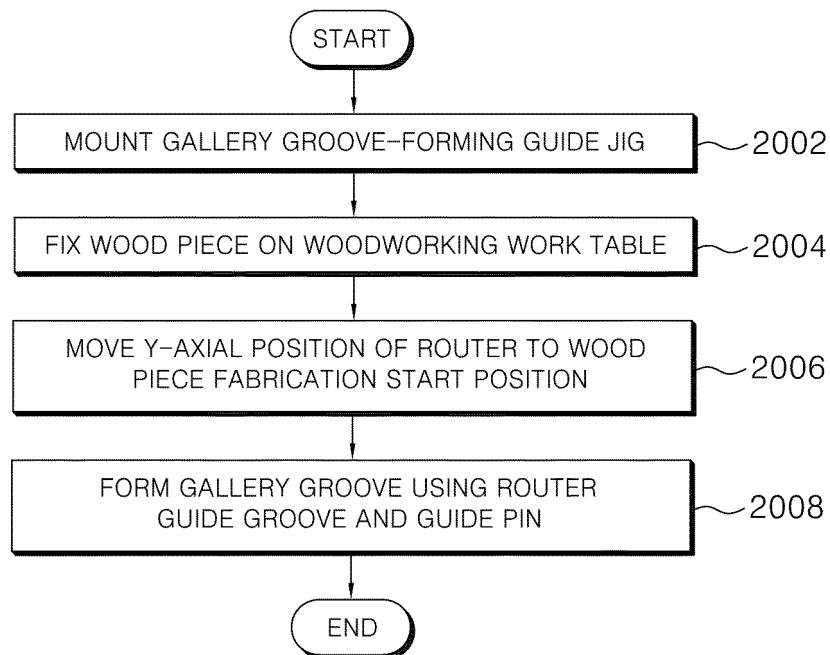 START
MOUNT GALLERY GROOVE-FORMING GUIDE JIG
2002
FIX WOOD PIECE ON WOODWORKING WORK TABLE
2004
MOVE Y-AXIAL POSITION OF ROUTER TO WOOD
PIECE FABRICATION START POSITION
2006
FORM GALLERY GROOVE USING ROUTER
GUIDE GROOVE AND GUIDE PIN
2008
END